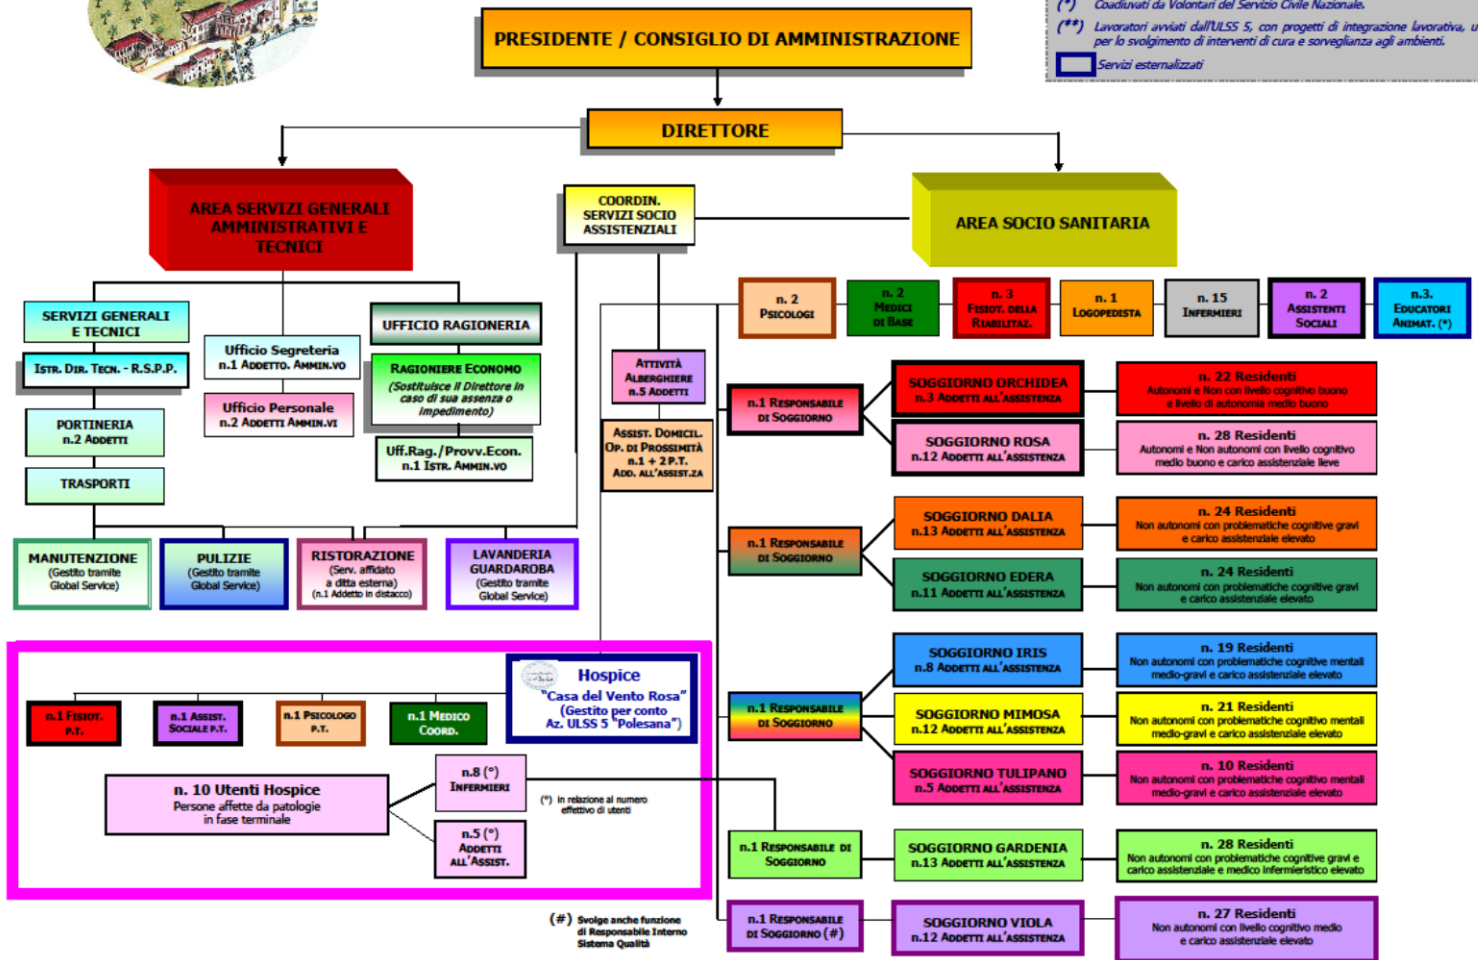 (*) Coadiuvati da Volontari del Servizio Civile Nazionale.
(**) Lavoratori avviati dall'ULSS 5, con progetti di integrazione lavorativa, u
per lo svolgimento di interventi di cura e sorveglianza agli ambienti.
Servizi esternalizzati
PRESIDENTE / CONSIGLIO DI AMMINISTRAZIONE
DIRETTORE
AREA SERVIZI GENERALI
AMMINISTRATIVI E
TECNICI
COORDIN.
SERVIZI SOCIO
ASSISTENZIALI
AREA SOCIO SANITARIA
SERVIZI GENERALI
E TECNICI
ISTR. DIR. TECN. - R.S.P.P.
PORTINERIA
n.2 ADDETTI
TRASPORTI
Ufficio Segreteria
n.1 ADDETTO. AMMIN.VO
Ufficio Personale
n.2 ADDETTI AMMIN.VI
UFFICIO RAGIONERIA
RAGIONIERE ECONOMO
(Sostituisce il Direttore in
caso di sua assenza o
impedimento)
Uff.Rag./Provv.Econ.
n.1 ISTR. AMMIN.VO
MANUTENZIONE
(Gestito tramite
Global Service)
PULIZIE
(Gestito tramite
Global Service)
RISTORAZIONE
(Serv. affidato
a ditta esterna)
(n.1 Addetto in distacco)
LAVANDERIA
GUARDAROBA
(Gestito tramite
Global Service)
ATTIVITÀ
ALBERGHIERE
n.5 ADDETTI
ASSIST. DOMICIL.
OP. DI PROSSIMITÀ
n.1 + 2 P.T.
ADD. ALL'ASSIST.ZA
n. 2
PSICOLOGI
n. 2
MEDICI
DI BASE
n. 3
FISIOT. DELLA
RIABILITAZ.
n. 1
LOGOPEDISTA
n. 15
INFERMIERI
n. 2
ASSISTENTI
SOCIALI
n.3.
EDUCATORI
ANIMAT. (*)
n.1 RESPONSABILE
DI SOGGIORNO
SOGGIORNO ORCHIDEA
n.3 ADDETTI ALL'ASSISTENZA
n. 22 Residenti
Autonomi e Non con livello cognitivo buono
e livello di autonomia medio buono
SOGGIORNO ROSA
n.12 ADDETTI ALL'ASSISTENZA
n. 28 Residenti
Autonomi e Non autonomi con livello cognitivo
medio buono e carico assistenziale lieve
n.1 RESPONSABILE
DI SOGGIORNO
SOGGIORNO DALIA
n.13 ADDETTI ALL'ASSISTENZA
n. 24 Residenti
Non autonomi con problematiche cognitive gravi
e carico assistenziale elevato
SOGGIORNO EDERA
n.11 ADDETTI ALL'ASSISTENZA
n. 24 Residenti
Non autonomi con problematiche cognitive gravi
e carico assistenziale elevato
n.1 RESPONSABILE
DI SOGGIORNO
SOGGIORNO IRIS
n.8 ADDETTI ALL'ASSISTENZA
n. 19 Residenti
Non autonomi con problematiche cognitive mentali
medio-gravi e carico assistenziale elevato
SOGGIORNO MIMOSA
n.12 ADDETTI ALL'ASSISTENZA
n. 21 Residenti
Non autonomi con problematiche cognitive mentali
medio-gravi e carico assistenziale elevato
SOGGIORNO TULIPANO
n.5 ADDETTI ALL'ASSISTENZA
n. 10 Residenti
Non autonomi con problematiche cognitive mentali
medio-gravi e carico assistenziale elevato
n.1 RESPONSABILE DI
SOGGIORNO
SOGGIORNO GARDENIA
n.13 ADDETTI ALL'ASSISTENZA
n. 28 Residenti
Non autonomi con problematiche cognitive gravi e
carico assistenziale e medico infermieristico elevato
n.1 RESPONSABILE
DI SOGGIORNO (#)
SOGGIORNO VIOLA
n.12 ADDETTI ALL'ASSISTENZA
n. 27 Residenti
Non autonomi con livello cognitivo medio
e carico assistenziale elevato
Hospice
"Casa del Vento Rosa"
(Gestito per conto
Az. ULSS 5 "Polesana")
n.1 FISIOT.
P.T.
n.1 ASSIST.
SOCIALE P.T.
n.1 PSICOLOGO
P.T.
n.1 MEDICO
COORD.
n. 10 Utenti Hospice
Persone affette da patologie
in fase terminale
n.8 (°)
INFERMIERI
n.5 (°)
ADDETTI
ALL'ASSIST.
(°) in relazione al numero
effettivo di utenti
(#) Svolge anche funzione
di Responsabile Interno
Sistema Qualità